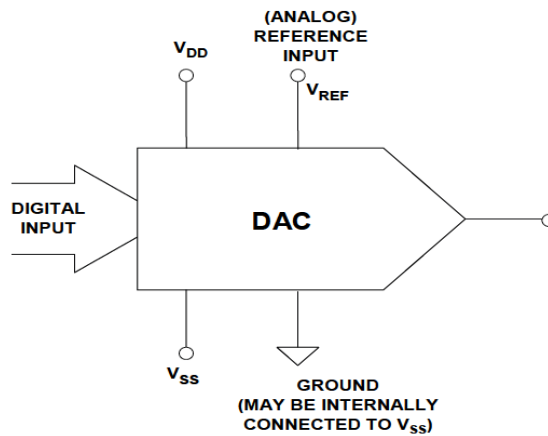 (ANALOG)
REFERENCE
INPUT
VDD
VREF
DIGITAL
INPUT
DAC
VSS
GROUND
(MAY BE INTERNALLY
CONNECTED TO Vss)